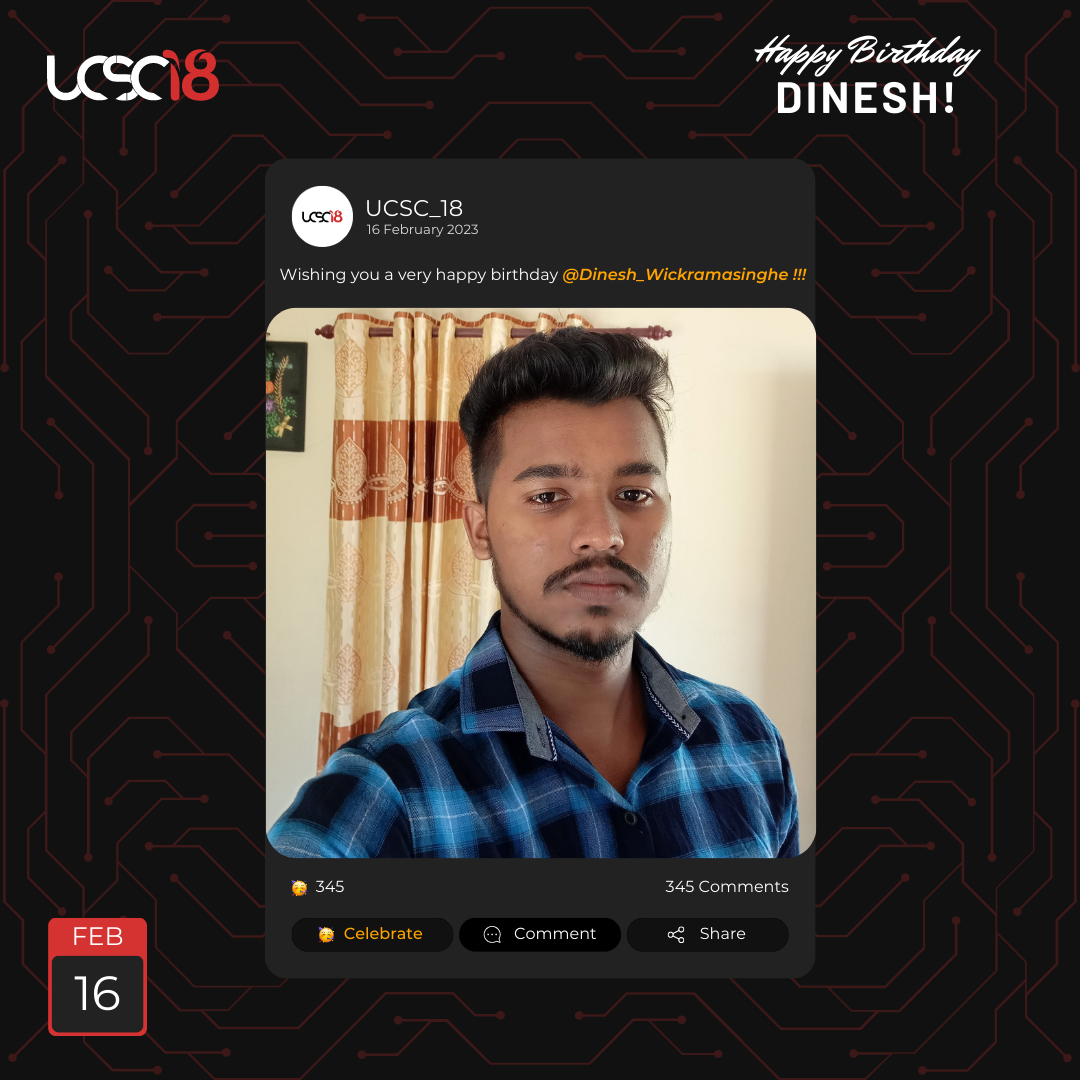 UCSC18
Happy Birthday
DINESH!
UCSC18
UCSC_18
16 February 2023
Wishing you a very happy birthday @Dinesh_Wickramasinghe !!!
345
345 Comments
Celebrate
Comment
Share
FEB
16